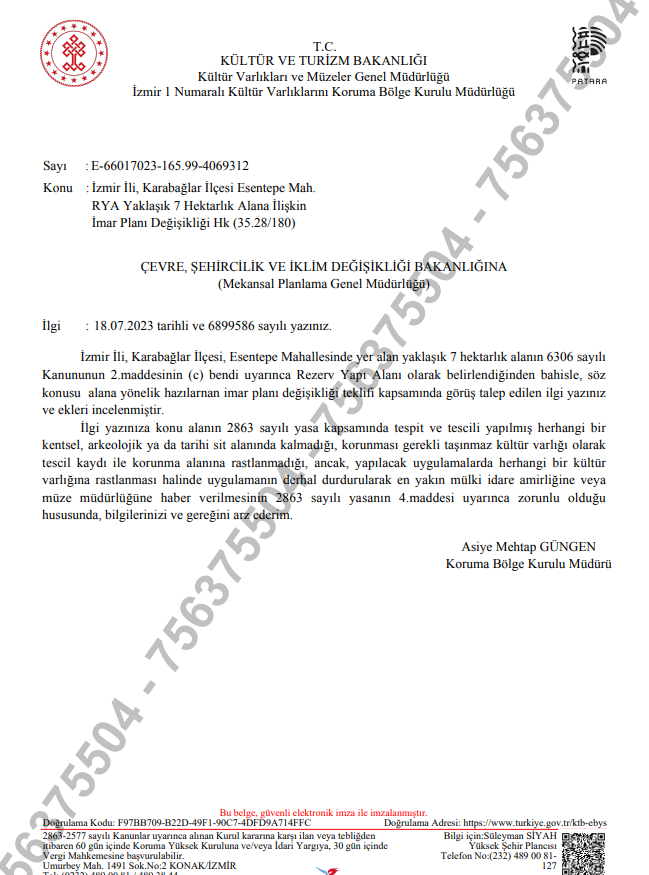 T.C.
KÜLTÜR VE TURİZM BAKANLIĞI
Kültür Varlıkları ve Müzeler Genel Müdürlüğü
İzmir 1 Numaralı Kültür Varlıklarını Koruma Bölge Kurulu Müdürlüğü
PATARA
Sayı : E-66017023-165.99-4069312
Konu : İzmir İli, Karabağlar İlçesi Esentepe Mah.
RYA Yaklaşık 7 Hektarlık Alana İlişkin
İmar Planı Değişikliği Hk (35.28/180)
ÇEVRE, ŞEHİRCİLİK VE İKLİM DEĞİŞİKLİĞİ BAKANLIĞINA
(Mekansal Planlama Genel Müdürlüğü)
İlgi : 18.07.2023 tarihli ve 6899586 sayılı yazınız.
İzmir İli, Karabağlar İlçesi, Esentepe Mahallesinde yer alan yaklaşık 7 hektarlık alanın 6306 sayılı
Kanununun 2.maddesinin (c) bendi uyarınca Rezerv Yapı Alanı olarak belirlendiğinden bahisle, söz
konusu alana yönelik hazılarnan imar planı değişikliği teklifi kapsamında görüş talep edilen ilgi yazınız
ve ekleri incelenmiştir.
İlgi yazınıza konu alanın 2863 sayılı yasa kapsamında tespit ve tescili yapılmış herhangi bir
kentsel, arkeolojik ya da tarihi sit alanında kalmadığı, korunması gerekli taşınmaz kültür varlığı olarak
tescil kaydı ile korunma alanına rastlanmadığı, ancak, yapılacak uygulamalarda herhangi bir kültür
varlığına rastlanması halinde uygulamanın derhal durdurularak en yakın mülki idare amirliğine veya
müze müdürlüğüne haber verilmesinin 2863 sayılı yasanın 4.maddesi uyarınca zorunlu olduğu
hususunda, bilgilerinizi ve gereğini arz ederim.
Asiye Mehtap GÜNGEN
Koruma Bölge Kurulu Müdürü
756375504 - 756375504 - 756375504 - 756375504
Bu belge, güvenli elektronik imza ile imzalanmıştır.
Doğrulama Kodu: F97BB709-B22D-49F1-90C7-4DFD9A714FFC Doğrulama Adresi: https://www.turkiye.gov.tr/ktb-ebys
2863-2577 sayılı Kanunlar uyarınca alınan Kurul kararına karşı ilan veya tebliğden
itibaren 60 gün içinde Koruma Yüksek Kuruluna ve/veya İdari Yargıya, 30 gün içinde
Vergi Mahkemesine başvurulabilir.
Umurbey Mah. 1491 Sok.No:2 KONAK/İZMİR
Bilgi için:Süleyman SİYAH
Yüksek Şehir Plancısı
Telefon No:(232) 489 00 81-
127